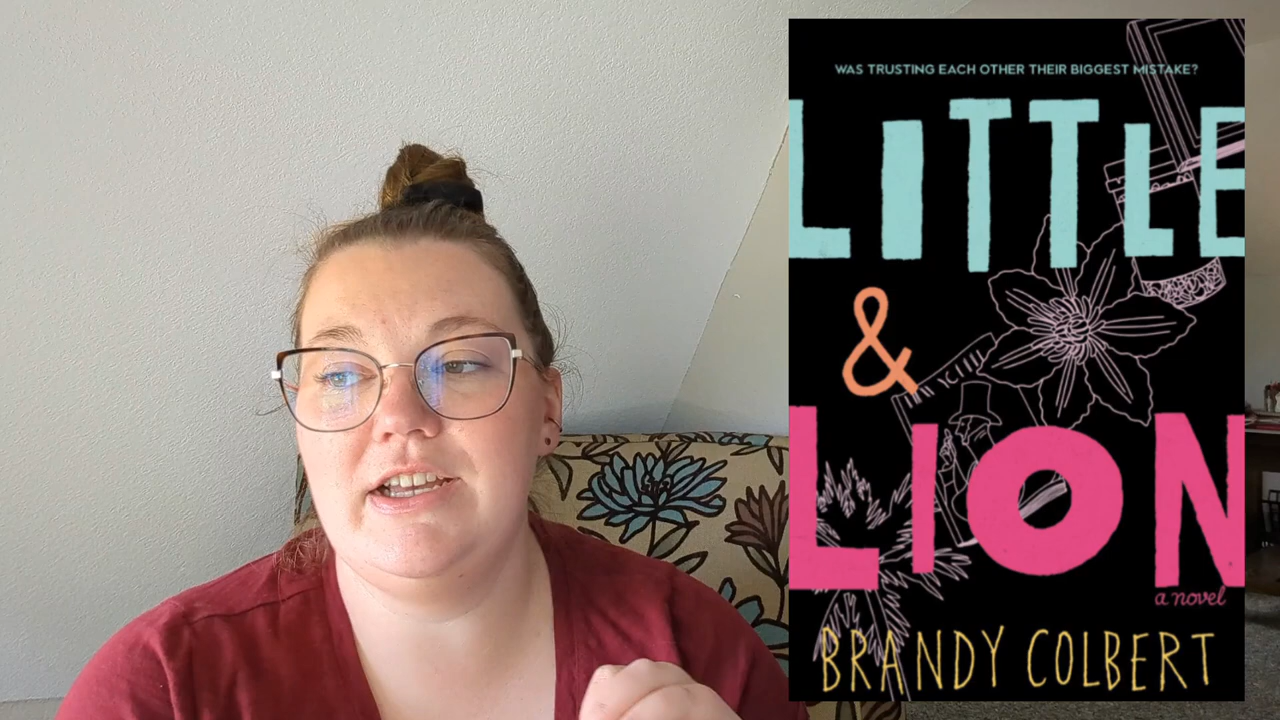 WAS TRUSTING EACH OTHER THEIR BIGGEST MISTAKE?
LITTLE
&
LION
a novel
BRANDY COLBERT